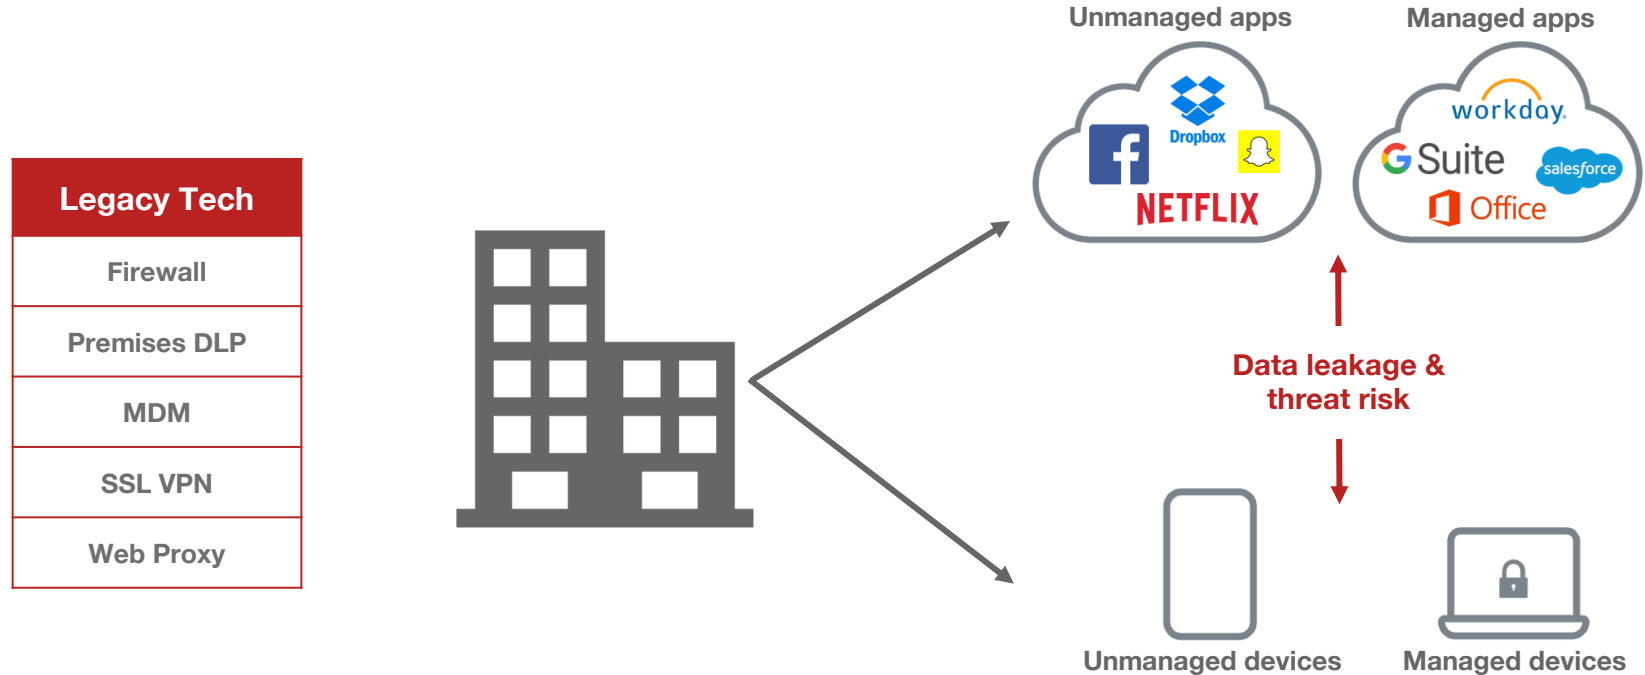 Legacy Tech
Firewall
Premises DLP
MDM
SSL VPN
Web Proxy
Unmanaged apps
Dropbox
NETFLIX
Managed apps
workday.
G Suite
salesforce
Office
Data leakage &
threat risk
Unmanaged devices
Managed devices